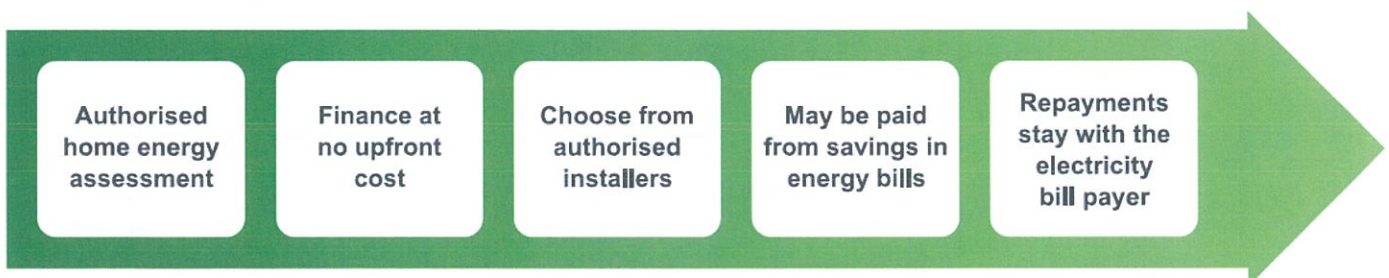 Authorised
home energy
assessment
Finance at
no upfront
cost
Choose from
authorised
installers
May be paid
from savings in
energy bills
Repayments
stay with the
electricity
bill payer